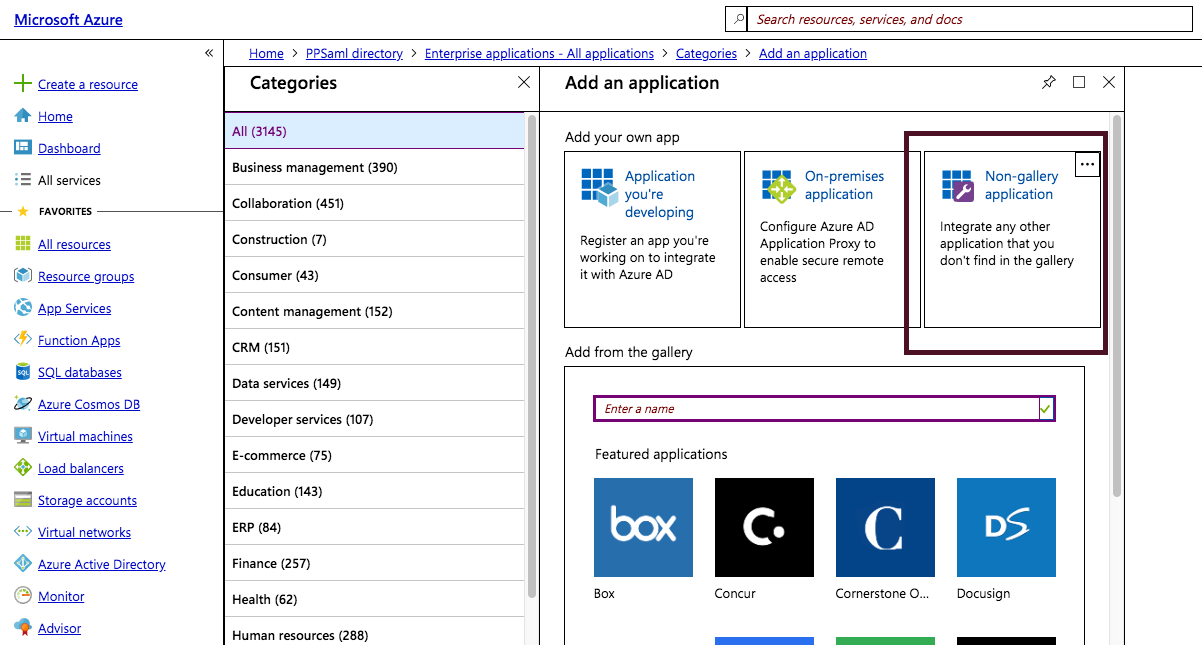 Microsoft Azure
Search resources, services, and docs
Home > PPSaml directory > Enterprise applications - All applications > Categories > Add an application
Create a resource
Home
Dashboard
All services
FAVORITES
All resources
Resource groups
App Services
Function Apps
SQL
SQL databases
Azure Cosmos DB
Virtual machines
Load balancers
Storage accounts
Virtual networks
Azure Active Directory
Monitor
Advisor
Categories
All (3145)
Business management (390)
Collaboration (451)
Construction (7)
Consumer (43)
Content management (152)
CRM (151)
Data services (149)
Developer services (107)
E-commerce (75)
Education (143)
ERP (84)
Finance (257)
Health (62)
Human resources (288)
Add an application
Add your own app
Application
you're
developing
Register an app you're
working on to integrate
it with Azure AD
On-premises
application
Configure Azure AD
Application Proxy to
enable secure remote
access
Non-gallery
application
Integrate any other
application that you
don't find in the gallery
Add from the gallery
Enter a name
Featured applications
box
C.
C
DS
Box
Concur
Cornerstone O...
Docusign